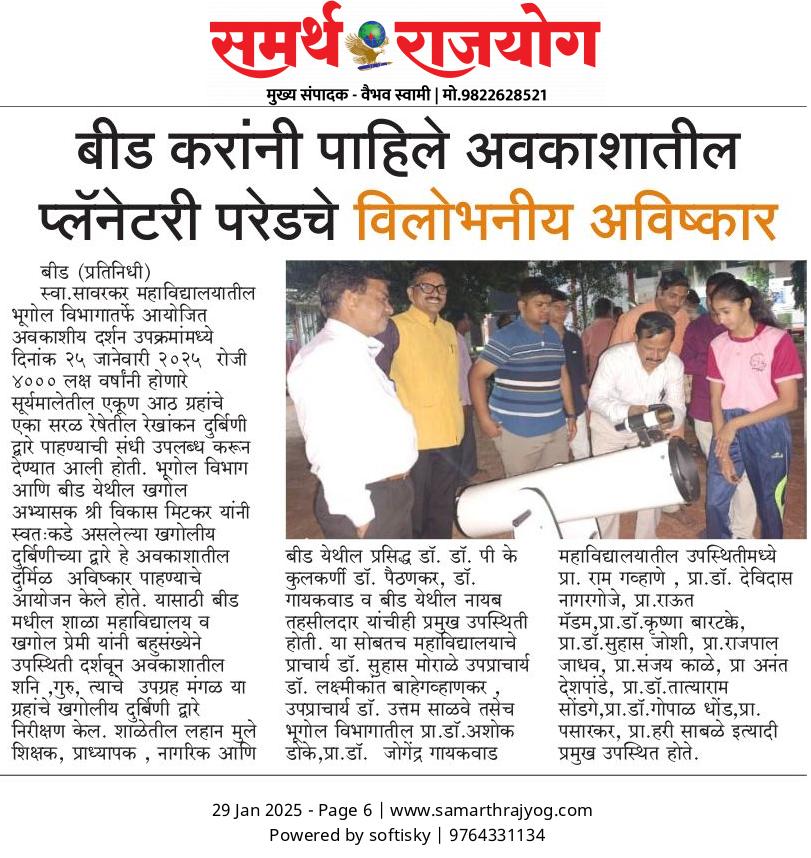 समर्थ राजयोग
मुख्य संपादक - वैभव स्वामी | मो.9822628521
बीड करांनी पाहिले अवकाशातील
प्लॅनेटरी परेडचे विलोभनीय अविष्कार
बीड (प्रतिनिधी)
स्वा.सावरकर महाविद्यालयातील
भूगोल विभागातर्फे आयोजित
अवकाशीय दर्शन उपक्रमांमध्ये
दिनांक २५ जानेवारी २०२५ रोजी
४००० लक्ष वर्षांनी होणारे
सूर्यमालेतील एकूण आठ ग्रहांचे
एका सरळ रेषेतील रेखांकन दुर्बिणी
द्वारे पाहण्याची संधी उपलब्ध करून
देण्यात आली होती. भूगोल विभाग
आणि बीड येथील खगोल
अभ्यासक श्री विकास मिटकर यांनी
स्वतःकडे असलेल्या खगोलीय
दुर्बिणीच्या द्वारे हे अवकाशातील
दुर्मिळ अविष्कार पाहण्याचे
आयोजन केले होते. यासाठी बीड
मधील शाळा महाविद्यालय व
खगोल प्रेमी यांनी बहुसंख्येने
उपस्थिती दर्शवून अवकाशातील
शनि ,गुरु, त्याचे उपग्रह मंगळ या
ग्रहांचे खगोलीय दुर्बिणी द्वारे
निरीक्षण केल. शाळेतील लहान मुले
शिक्षक, प्राध्यापक , नागरिक आणि
बीड येथील प्रसिद्ध डॉ. डॉ. पी के
कुलकर्णी डॉ. पैठणकर, डॉ.
गायकवाड व बीड येथील नायब
तहसीलदार यांचीही प्रमुख उपस्थिती
होती. या सोबतच महाविद्यालयाचे
प्राचार्य डॉ. सुहास मोराळे उपप्राचार्य
डॉ. लक्ष्मीकांत बाहेगव्हाणकर ,
उपप्राचार्य डॉ. उत्तम साळवे तसेच
भूगोल विभागातील प्रा.डॉ.अशोक
डोके,प्रा.डॉ. जोगेंद्र गायकवाड
महाविद्यालयातील उपस्थितीमध्ये
प्रा. राम गव्हाणे , प्रा.डॉ. देविदास
नागरगोजे, प्रा.राऊत
मॅडम,प्रा.डॉ.कृष्णा बारटक्के,
प्रा.डॉ.सुहास जोशी, प्रा.राजपाल
जाधव, प्रा.संजय काळे, प्रा अनंत
देशपांडे, प्रा.डॉ.तात्याराम
सोंडगे,प्रा.डॉ.गोपाळ धोंड,प्रा.
पसारकर, प्रा.हरी साबळे इत्यादी
प्रमुख उपस्थित होते.
29 Jan 2025 - Page 6 | www.samarthrajyog.com
Powered by softisky | 9764331134